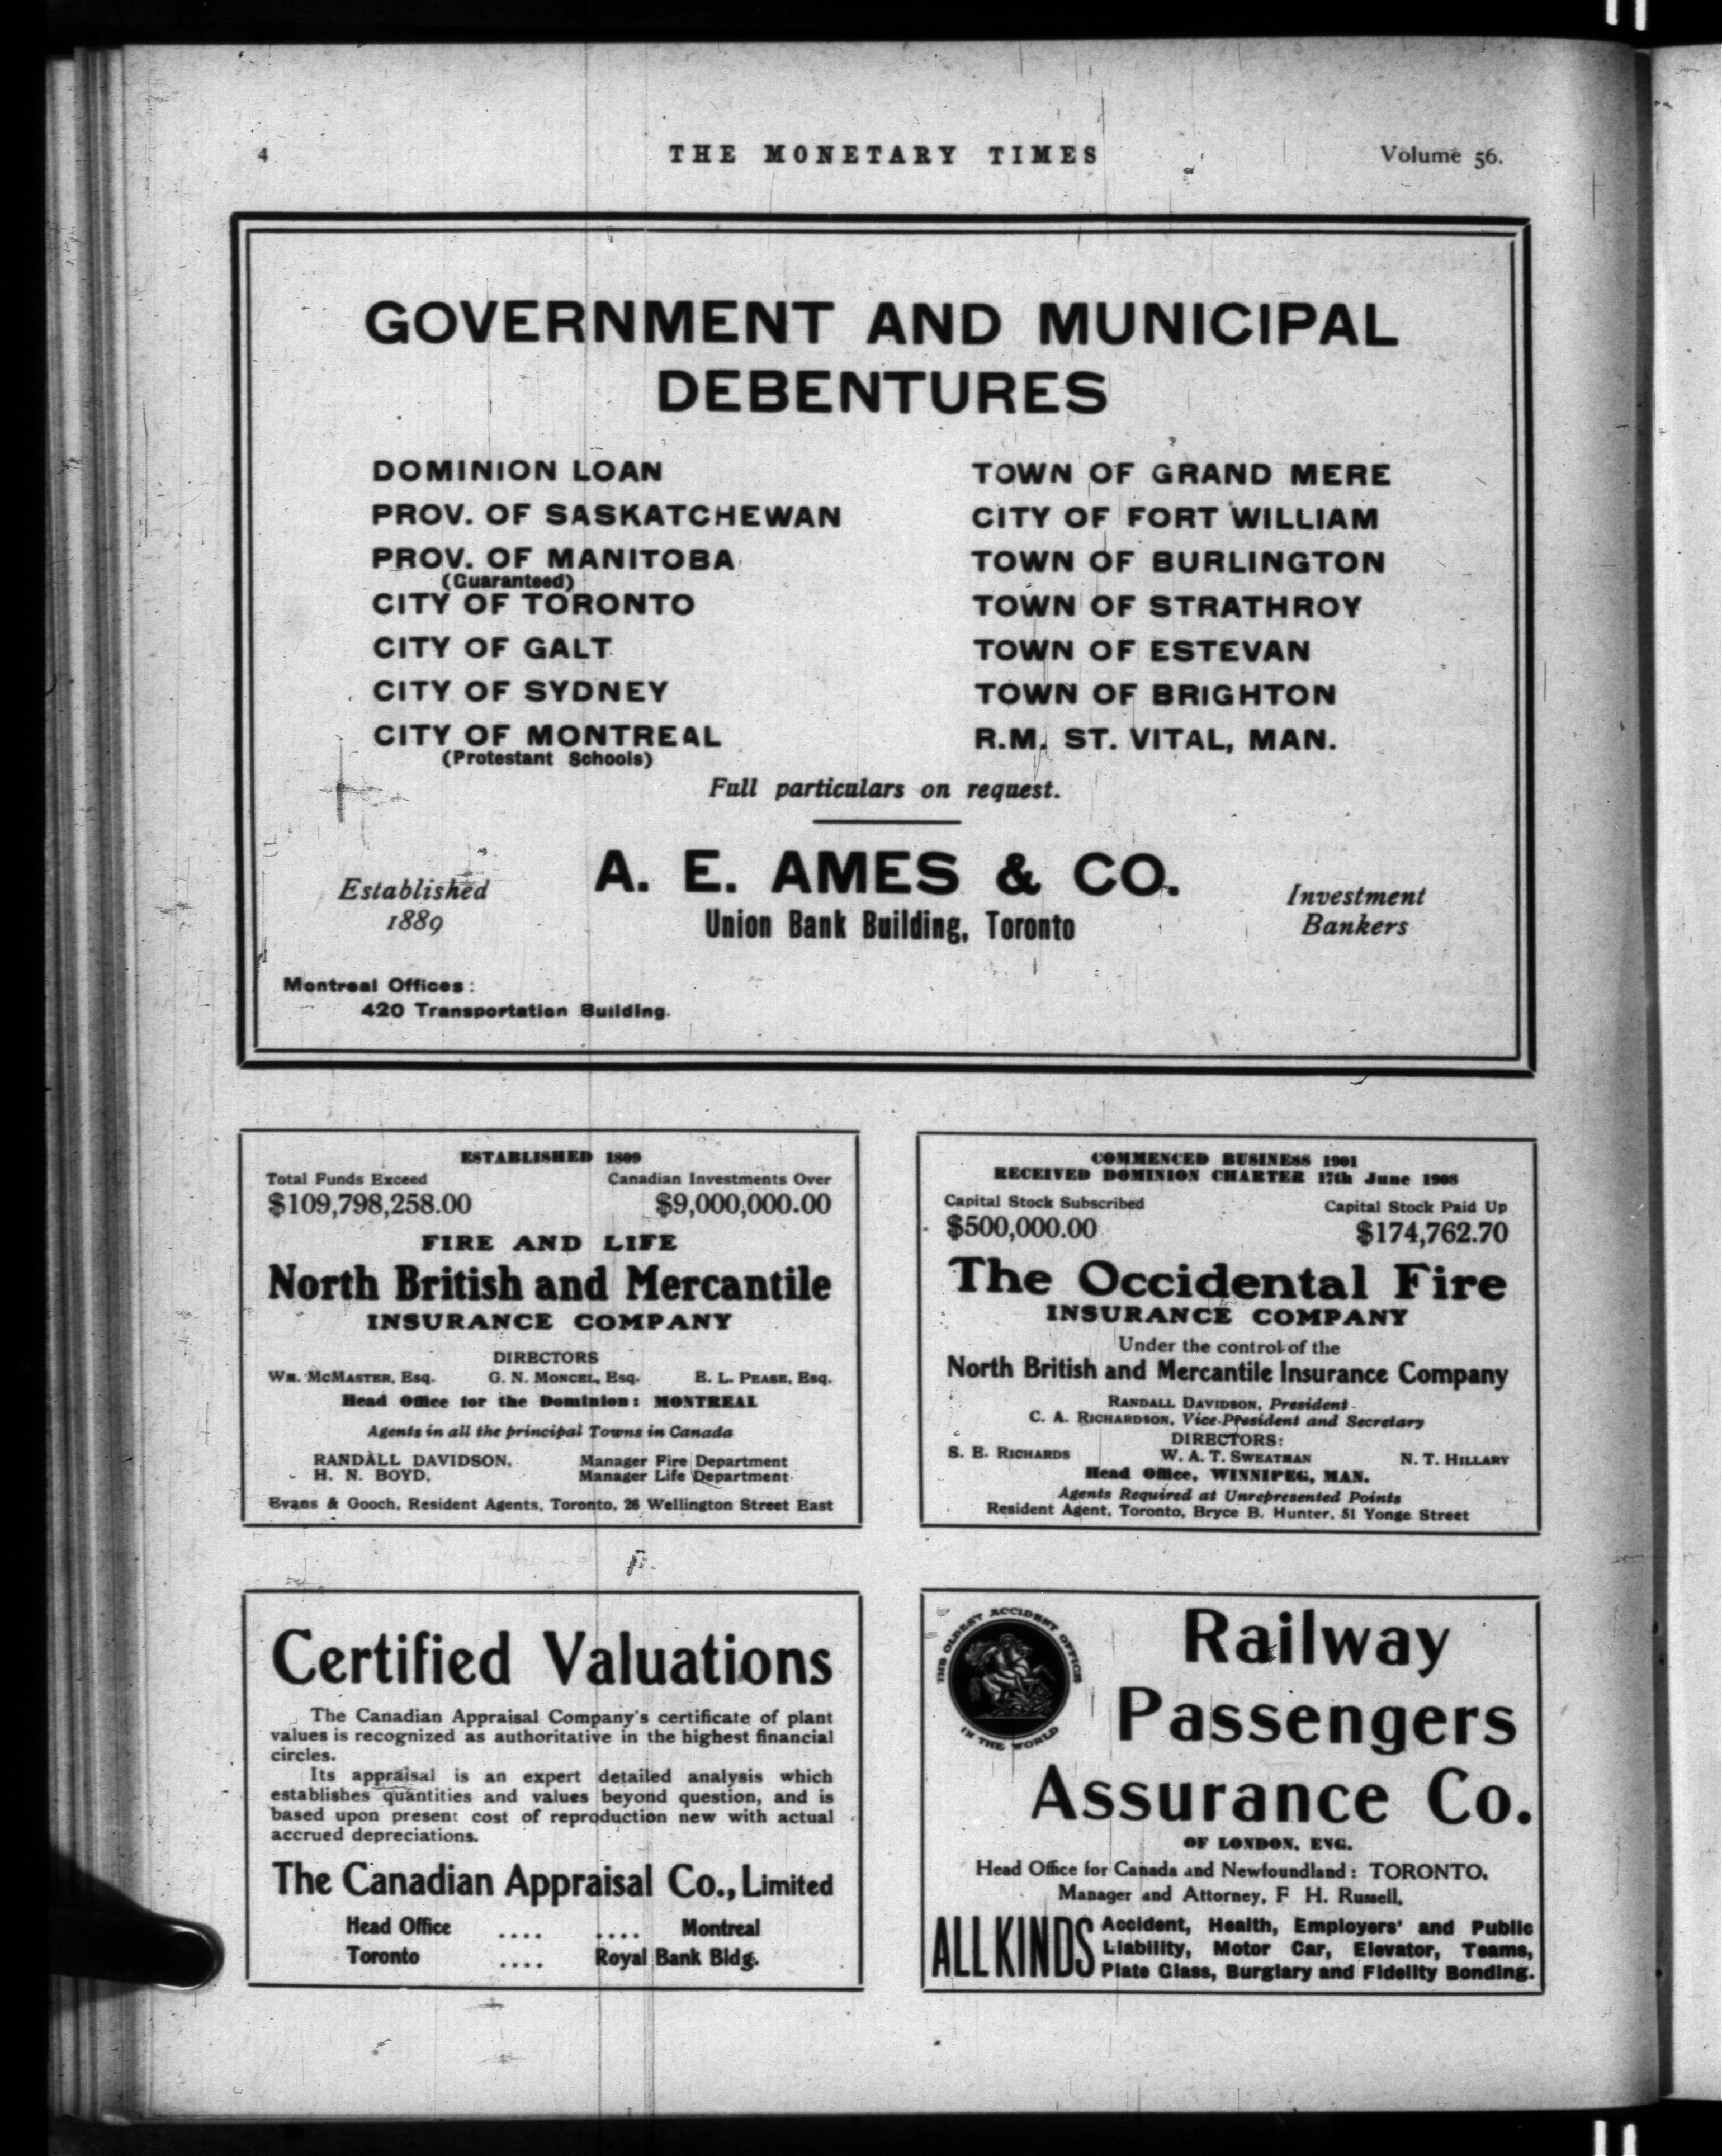 4
THE MONETARY TIMES
Volume 56.
GOVERNMENT AND MUNICIPAL
DEBENTURES
DOMINION LOAN
PROV. OF SASKATCHEWAN
PROV. OF MANITOBA
(Guaranteed)
CITY OF TORONTO
CITY OF GALT
CITY OF SYDNEY
CITY OF MONTREAL
(Protestant Schools)
TOWN OF GRAND MERE
CITY OF FORT WILLIAM
TOWN OF BURLINGTON
TOWN OF STRATHROY
TOWN OF ESTEVAN
TOWN OF BRIGHTON
R.M. ST. VITAL, MAN.
Full particulars on request.
Established
1889
A. E. AMES & CO.
Union Bank Building, Toronto
Investment
Bankers
Montreal Offices:
420 Transportation Building.
ESTABLISHED 1809
Total Funds Exceed Canadian Investments Over
$109,798,258.00 $9,000,000.00
FIRE AND LIFE
North British and Mercantile
INSURANCE COMPANY
DIRECTORS
WM. MCMASTER, Esq. G. N. MONCEL, Esq. E. L. PEASE, Esq.
Head Office for the Dominion: MONTREAL
Agents in all the principal Towns in Canada
RANDALL DAVIDSON, Manager Fire Department
H. N. BOYD, Manager Life Department
Evans & Gooch, Resident Agents, Toronto, 26 Wellington Street East
COMMENCED BUSINESS 1901
RECEIVED DOMINION CHARTER 17th June 1908
Capital Stock Subscribed Capital Stock Paid Up
$500,000.00 $174,762.70
The Occidental Fire
INSURANCE COMPANY
Under the control of the
North British and Mercantile Insurance Company
RANDALL DAVIDSON, President
C. A. RICHARDSON, Vice-President and Secretary
DIRECTORS:
S. E. RICHARDS W. A. T. SWEATMAN N. T. HILLARY
Head Office, WINNIPEG, MAN.
Agents Required at Unrepresented Points
Resident Agent, Toronto, Bryce B. Hunter, 51 Yonge Street
Certified Valuations
The Canadian Appraisal Company's certificate of plant
values is recognized as authoritative in the highest financial
circles.
Its appraisal is an expert detailed analysis which
establishes quantities and values beyond question, and is
based upon present cost of reproduction new with actual
accrued depreciations.
The Canadian Appraisal Co., Limited
Head Office .... .... Montreal
Toronto .... Royal Bank Bldg.
THE OLDEST ACCIDENT OFFICE
IN THE WORLD
Railway
Passengers
Assurance Co.
OF LONDON, ENG.
Head Office for Canada and Newfoundland: TORONTO.
Manager and Attorney, F. H. Russell.
ALL KINDS
Accident, Health, Employers' and Public
Liability, Motor Car, Elevator, Teams,
Plate Glass, Burglary and Fidelity Bonding.